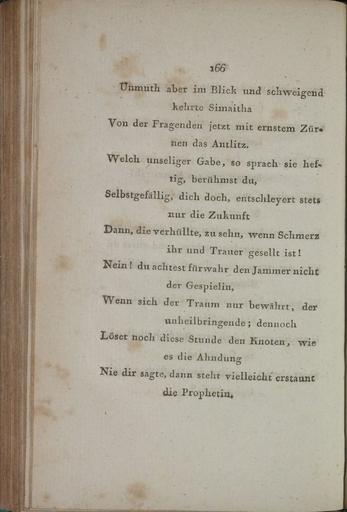 166
Unmuth aber im Blick und schweigend
kehrte Simaitha
Von der Fragenden jetzt mit ernstem Zür-
nen das Antlitz.
Welch unseliger Gabe, so sprach sie hef-
tig, berühmst du,
Selbstgefällig, dich doch, entschleyert stets
nur die Zukunft
Dann, die verhüllte, zu sehn, wenn Schmerz
ihr und Trauer gesellt ist!
Nein! du achtest fürwahr den Jammer nicht
der Gespielin,
Wenn sich der Traum nur bewährt, der
unheilbringende; dennoch
Löset noch diese Stunde den Knoten, wie
es die Ahndung
Nie dir sagte, dann steht vielleicht erstaunt
die Prophetin.